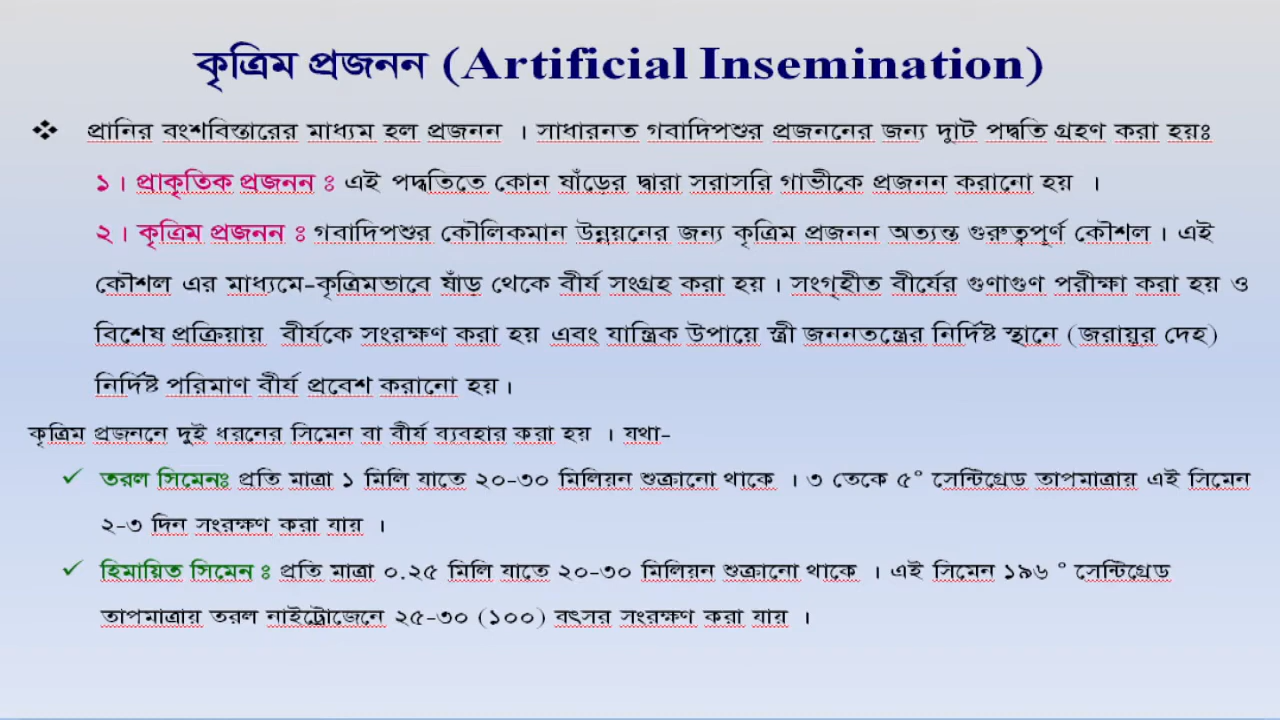 কৃত্রিম প্রজনন (Artificial Insemination)
❖ প্রানির বংশবিস্তারের মাধ্যম হল প্রজনন । সাধারনত গবাদিপশুর প্রজননের জন্য দুটি পদ্ধতি গ্রহণ করা হয়ঃ
১। প্রাকৃতিক প্রজনন ঃ এই পদ্ধতিতে কোন ষাঁড়ের দ্বারা সরাসরি গাভীকে প্রজনন করানো হয় ।
২। কৃত্রিম প্রজনন ঃ গবাদিপশুর কৌলিকমান উন্নয়নের জন্য কৃত্রিম প্রজনন অত্যন্ত গুরুত্বপূর্ণ কৌশল। এই
কৌশল এর মাধ্যমে-কৃত্রিমভাবে ষাঁড় থেকে বীর্য সংগ্রহ করা হয়। সংগৃহীত বীর্যের গুণাগুণ পরীক্ষা করা হয় ও
বিশেষ প্রক্রিয়ায় বীর্যকে সংরক্ষণ করা হয় এবং যান্ত্রিক উপায়ে স্ত্রী জননতন্ত্রের নির্দিষ্ট স্থানে (জরায়ুর দেহ)
নির্দিষ্ট পরিমাণ বীর্য প্রবেশ করানো হয়।
কৃত্রিম প্রজননে দুই ধরনের সিমেন বা বীর্য ব্যবহার করা হয় । যথা-
✓ তরল সিমেনঃ প্রতি মাত্রা ১ মিলি যাতে ২০-৩০ মিলিয়ন শুক্রানো থাকে । ৩ তেকে ৫° সেন্টিগ্রেড তাপমাত্রায় এই সিমেন
২-৩ দিন সংরক্ষণ করা যায় ।
✓ হিমায়িত সিমেন ঃ প্রতি মাত্রা ০.২৫ মিলি যাতে ২০-৩০ মিলিয়ন শুক্রানো থাকে । এই সিমেন ১৯৬ ° সেন্টিগ্রেড
তাপমাত্রায় তরল নাইট্রোজেনে ২৫-৩০ (১০০) বৎসর সংরক্ষণ করা যায় ।